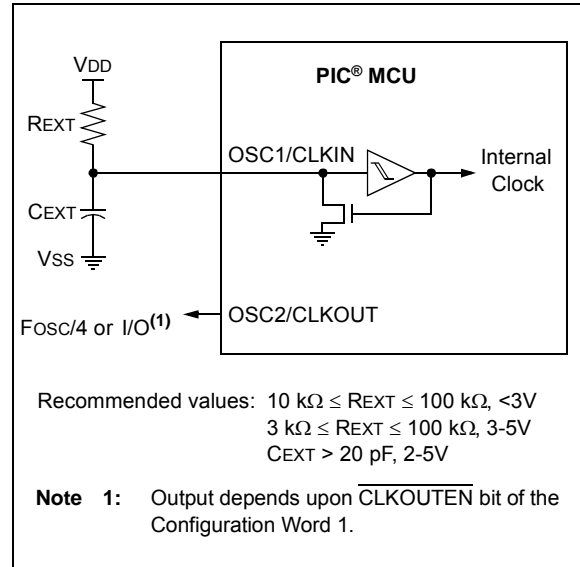 VDD
PIC® MCU
REXT
OSC1/CLKIN
Internal
Clock
CEXT
VSS
OSC2/CLKOUT
FOSC/4 or I/O(1)
Recommended values: 10 kΩ ≤ REXT ≤ 100 kΩ, <3V
3 kΩ ≤ REXT ≤ 100 kΩ, 3-5V
CEXT > 20 pF, 2-5V
Note 1: Output depends upon C̅L̅K̅O̅U̅T̅E̅N̅ bit of the
Configuration Word 1.